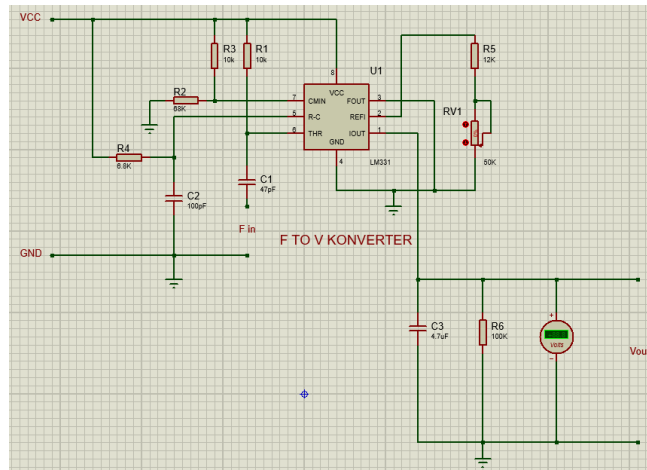 VCC
R3
10k
R1
10k
U1
R5
12K
8
VCC
R2
68K
7
CMIN
FOUT
3
5
R-C
REFI
2
6
THR
IOUT
1
GND
4
LM331
RV1
50K
R4
6.8K
C2
100pF
C1
47pF
F in
F TO V KONVERTER
GND
C3
4.7uF
R6
100K
+
volts
Vou